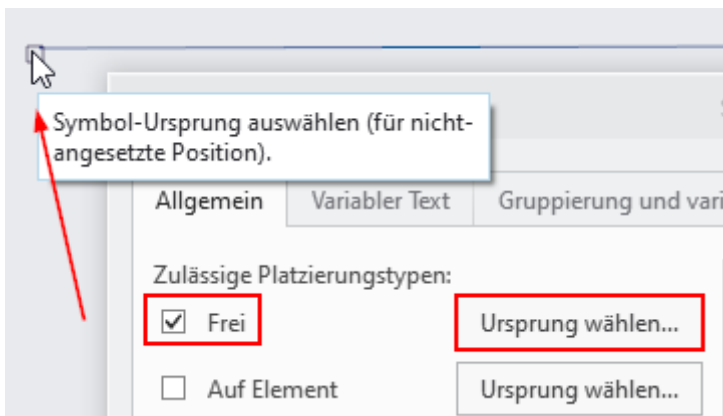 Symbol-Ursprung auswählen (für nicht-
angesetzte Position).
Allgemein Variabler Text Gruppierung und vari
Zulässige Platzierungstypen:
Frei Ursprung wählen...
Auf Element Ursprung wählen...